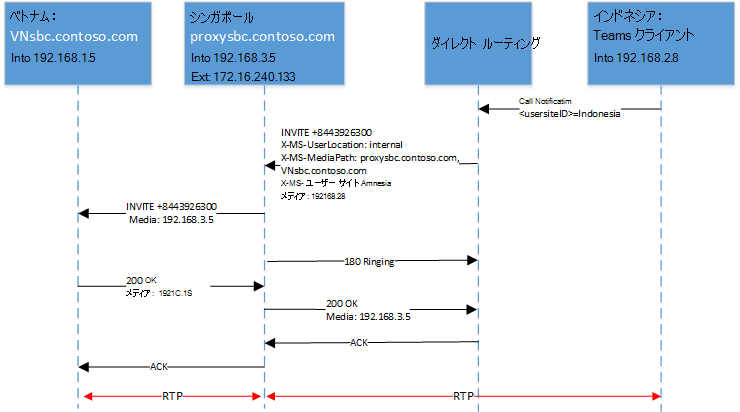 ベトナム：
VNsbc.contoso.com
Into 192.168.1.5
シンガポール
proxysbc.contoso.com
Into 192.168.3.5
Ext: 172.16.240.133
ダイレクト ルーティング
インドネシア：
Teams クライアント
Into 192.168.2.8
Call Notificatim
<usersiteID>=Indonesia
INVITE +8443926300
X-MS-UserLocation: internal
X-MS-MediaPath: proxysbc.contoso.com,
VNsbc.contoso.com
X-MS- ユーザー サイト Amnesia
メディア : 192168.28
INVITE +8443926300
Media: 192.168.3.5
180 Ringing
200 OK
メディア : 1921C.1S
200 OK
Media: 192.168.3.5
ACK
ACK
RTP
RTP